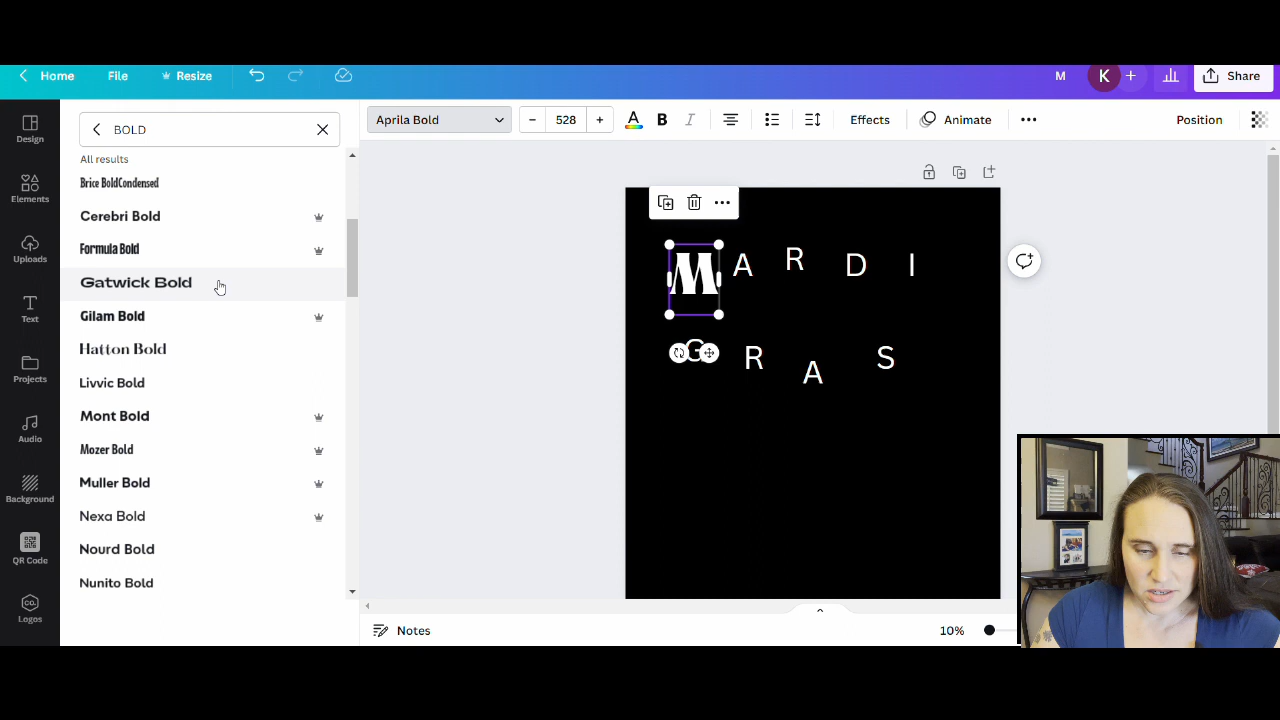 Home File Resize M K + Share
BOLD
Aprila Bold – 528 + A B I Effects Animate ••• Position
Design
Elements
Uploads
Text
Projects
Audio
Background
QR Code
CO.
Logos
All results
Brice BoldCondensed
Cerebri Bold
Formula Bold
Gatwick Bold
Gilam Bold
Hatton Bold
Livvic Bold
Mont Bold
Mozer Bold
Muller Bold
Nexa Bold
Nourd Bold
Nunito Bold
M A R D I
G R A S
Notes 10%